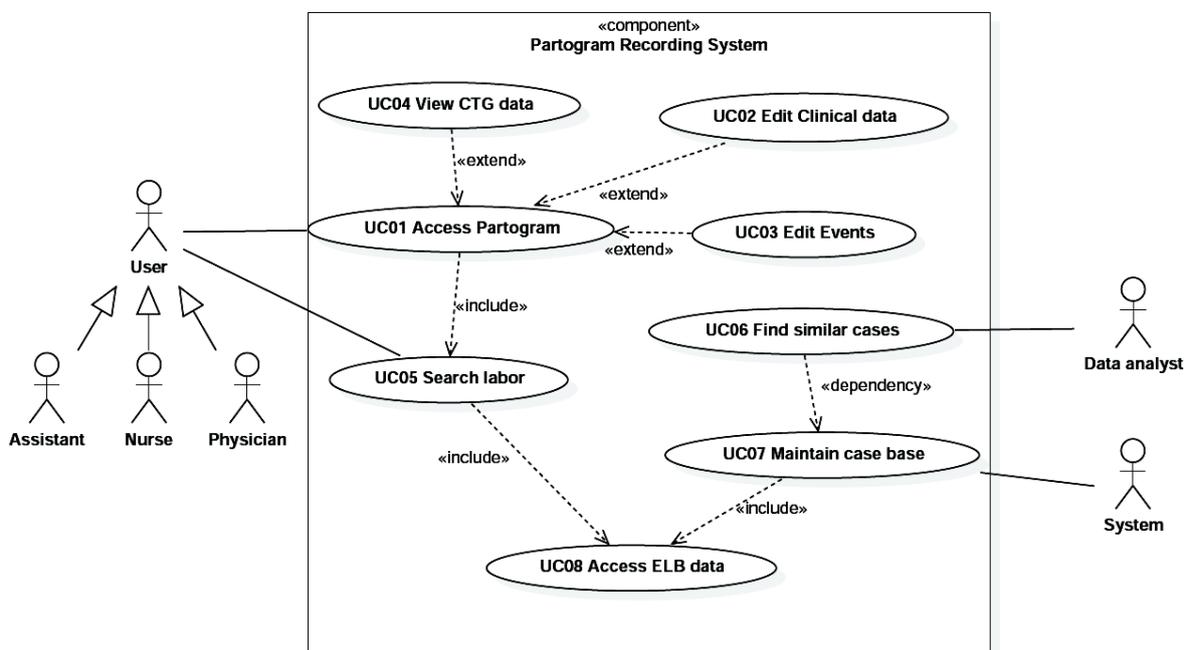 «component»
Partogram Recording System
UC04 View CTG data
UC02 Edit Clinical data
«extend»
«extend»
UC01 Access Partogram
UC03 Edit Events
«extend»
User
«include»
UC06 Find similar cases
Data analyst
UC05 Search labor
«dependency»
Assistant
Nurse
Physician
«include»
UC07 Maintain case base
«include»
System
UC08 Access ELB data